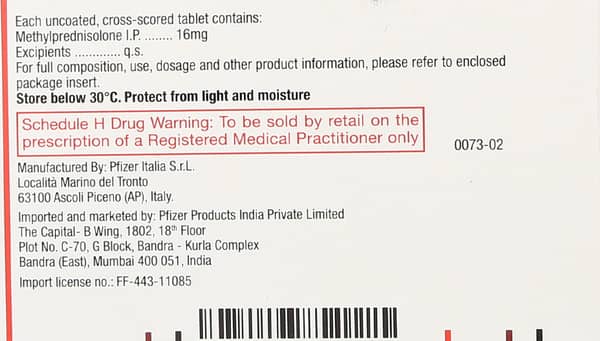 Each uncoated, cross-scored tablet contains:
Methylprednisolone I.P. ........ 16mg
Excipients ............. q.s.
For full composition, use, dosage and other product information, please refer to enclosed
package insert.
Store below 30°C. Protect from light and moisture
Schedule H Drug Warning: To be sold by retail on the
prescription of a Registered Medical Practitioner only
0073-02
Manufactured By: Pfizer Italia S.r.L.
Località Marino del Tronto
63100 Ascoli Piceno (AP), Italy.
Imported and marketed by: Pfizer Products India Private Limited
The Capital- B Wing, 1802, 18th Floor
Plot No. C-70, G Block, Bandra - Kurla Complex
Bandra (East), Mumbai 400 051, India
Import license no.: FF-443-11085